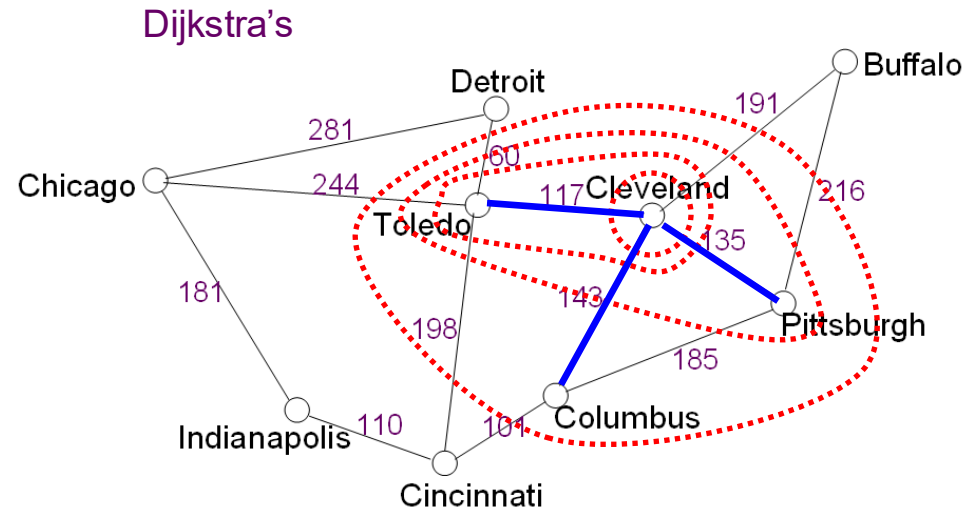 Dijkstra’s
Detroit
Buffalo
191
281
60
Chicago
244
117
Cleveland
216
Toledo
135
181
143
198
Pittsburgh
185
Columbus
110
101
Indianapolis
Cincinnati